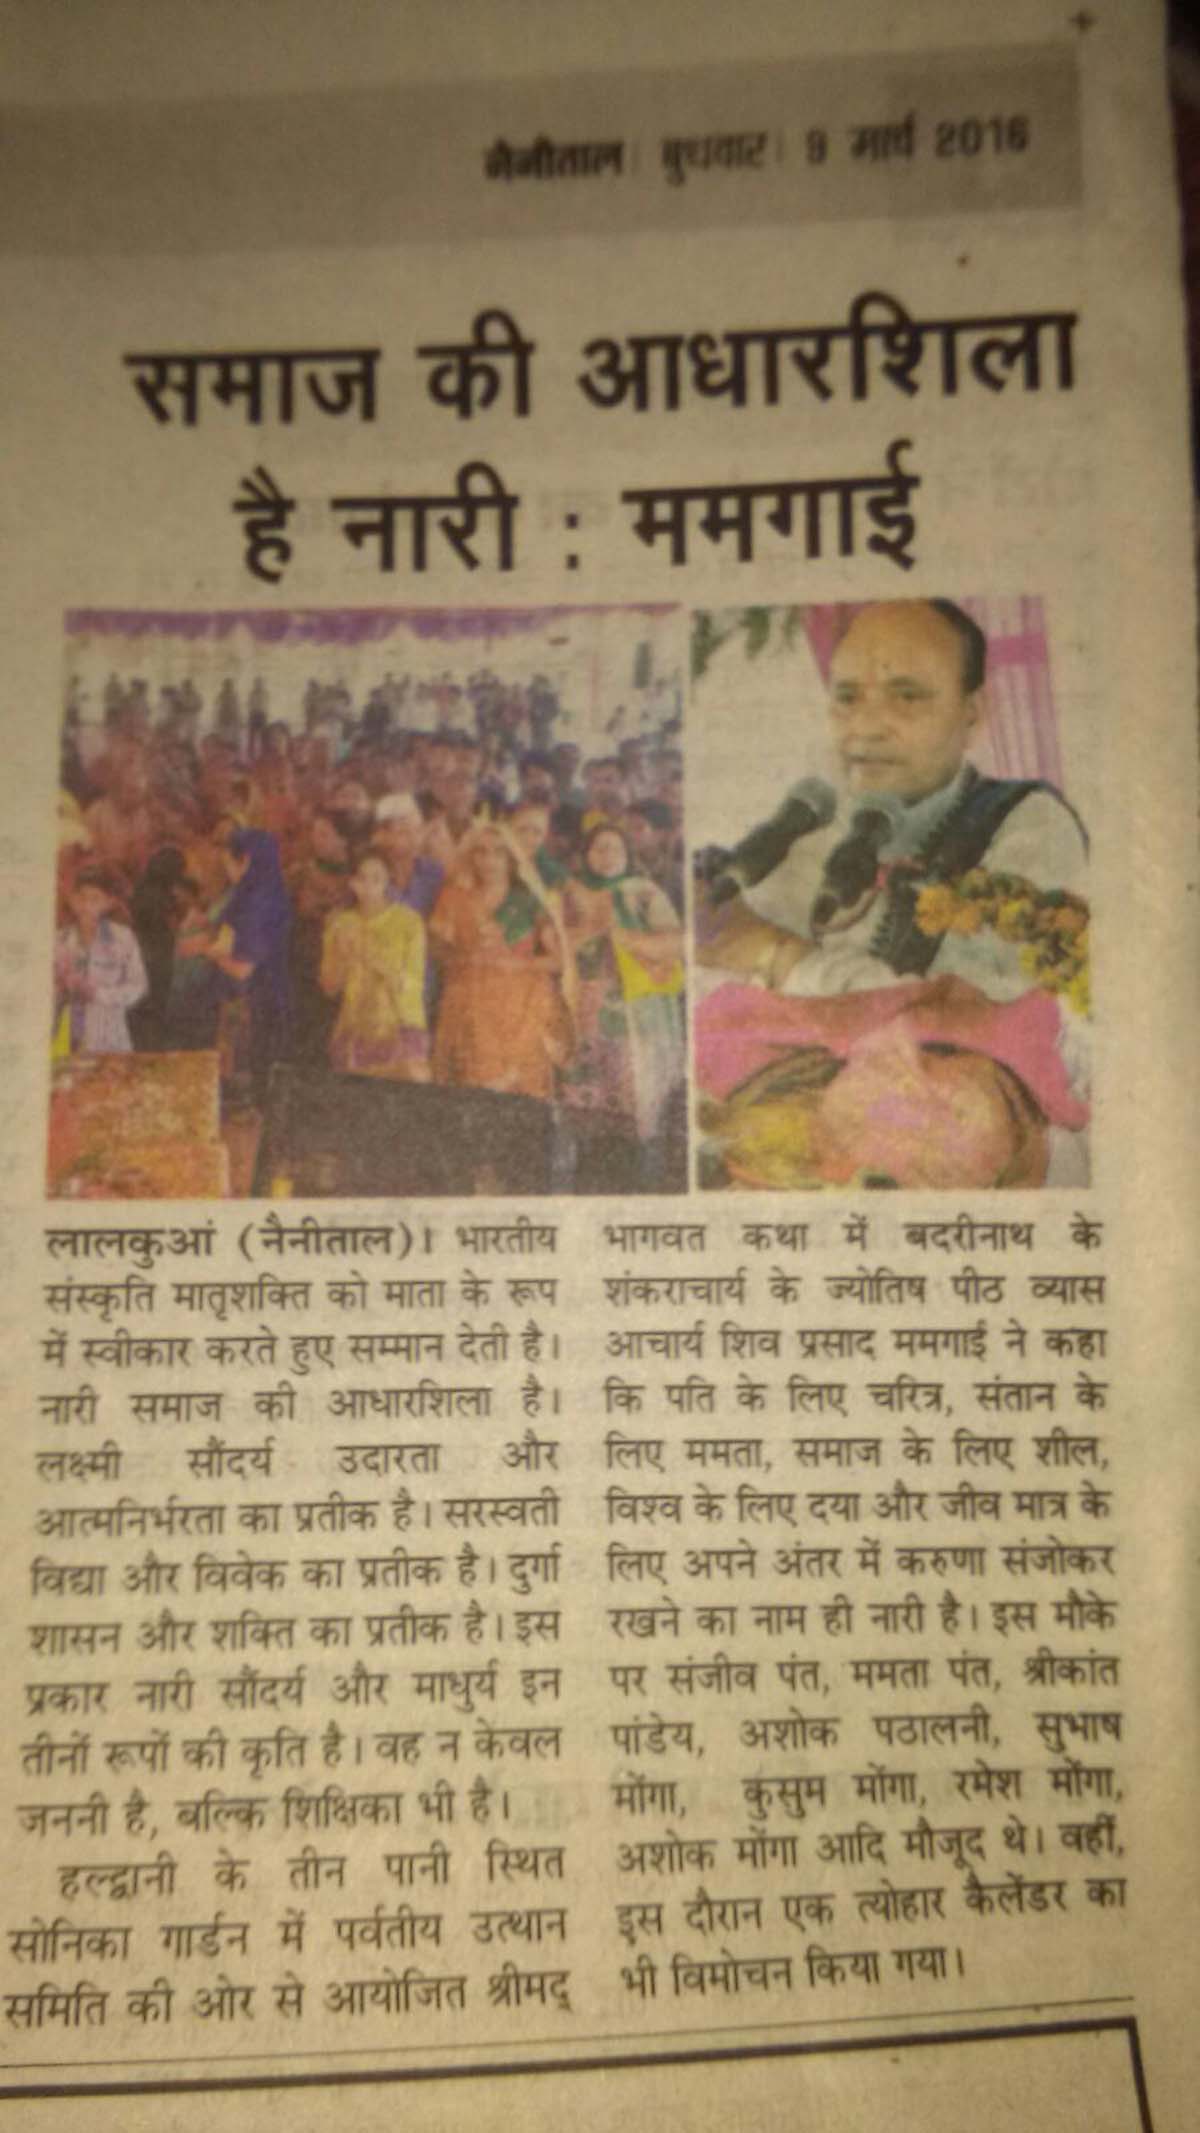 नैनीताल। बुधवार। 9 मार्च 2016
समाज की आधारशिला
है नारी : ममगाई
लालकुआं (नैनीताल)। भारतीय
संस्कृति मातृशक्ति को माता के रूप
में स्वीकार करते हुए सम्मान देती है।
नारी समाज की आधारशिला है।
लक्ष्मी सौंदर्य उदारता और
आत्मनिर्भरता का प्रतीक है। सरस्वती
विद्या और विवेक का प्रतीक है। दुर्गा
शासन और शक्ति का प्रतीक है। इस
प्रकार नारी सौंदर्य और माधुर्य इन
तीनों रूपों की कृति है। वह न केवल
जननी है, बल्कि शिक्षिका भी है।
हल्द्वानी के तीन पानी स्थित
सोनिका गार्डन में पर्वतीय उत्थान
समिति की ओर से आयोजित श्रीमद्
भागवत कथा में बदरीनाथ के
शंकराचार्य के ज्योतिष पीठ व्यास
आचार्य शिव प्रसाद ममगाई ने कहा
कि पति के लिए चरित्र, संतान के
लिए ममता, समाज के लिए शील,
विश्व के लिए दया और जीव मात्र के
लिए अपने अंतर में करुणा संजोकर
रखने का नाम ही नारी है। इस मौके
पर संजीव पंत, ममता पंत, श्रीकांत
पांडेय, अशोक पठालनी, सुभाष
मोंगा, कुसुम मोंगा, रमेश मोंगा,
अशोक मोंगा आदि मौजूद थे। वहीं,
इस दौरान एक त्योहार कैलेंडर का
भी विमोचन किया गया।